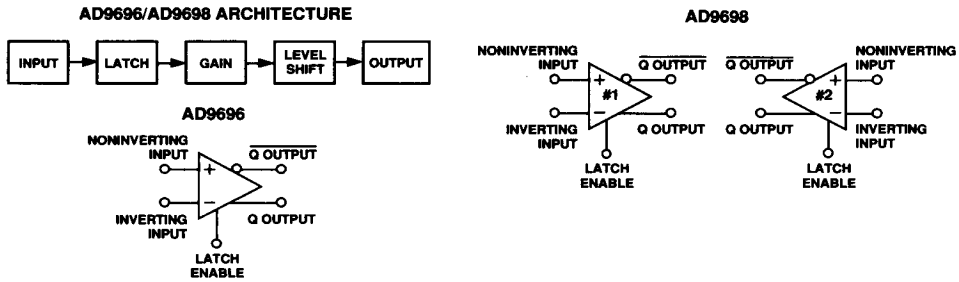 AD9696/AD9698 ARCHITECTURE
INPUT
LATCH
GAIN
LEVEL
SHIFT
OUTPUT
AD9696
NONINVERTING
INPUT
+
Q OUTPUT
−
INVERTING
INPUT
Q OUTPUT
LATCH
ENABLE
AD9698
NONINVERTING
INPUT
+
Q OUTPUT
#1
−
INVERTING
INPUT
Q OUTPUT
LATCH
ENABLE
Q OUTPUT
+
NONINVERTING
INPUT
#2
Q OUTPUT
−
INVERTING
INPUT
LATCH
ENABLE